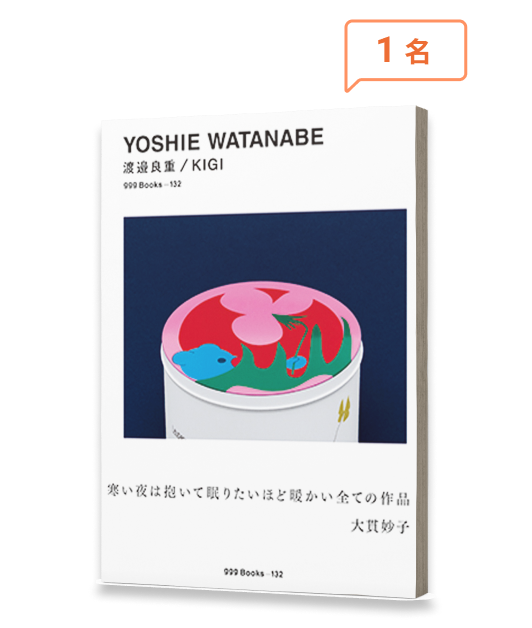 1 名
YOSHIE WATANABE
渡邉良重 / KIGI
ggg Books–132
寒い夜は抱いて眠りたいほど暖かい全ての作品
大貫妙子
ggg Books–132